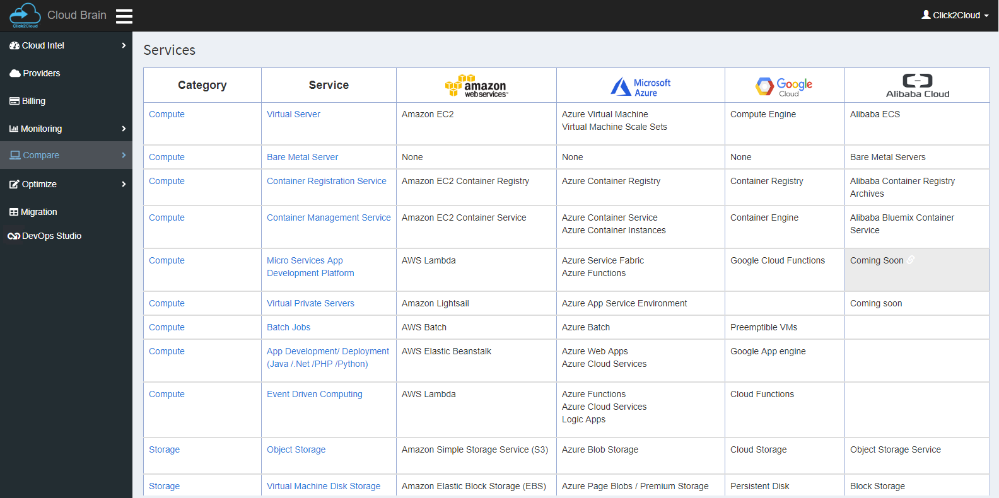 Click2Cloud
Cloud Brain
Click2Cloud
Cloud Intel
Providers
Billing
Monitoring
Compare
Optimize
Migration
DevOps Studio
Services
Category
Service
amazon
web services™
Microsoft
Azure
Google
Cloud
Alibaba Cloud
Compute
Virtual Server
Amazon EC2
Azure Virtual Machine
Virtual Machine Scale Sets
Compute Engine
Alibaba ECS
Compute
Bare Metal Server
None
None
None
Bare Metal Servers
Compute
Container Registration Service
Amazon EC2 Container Registry
Azure Container Registry
Container Registry
Alibaba Container Registry
Archives
Compute
Container Management Service
Amazon EC2 Container Service
Azure Container Service
Azure Container Instances
Container Engine
Alibaba Bluemix Container
Service
Compute
Micro Services App
Development Platform
AWS Lambda
Azure Service Fabric
Azure Functions
Google Cloud Functions
Coming Soon
Compute
Virtual Private Servers
Amazon Lightsail
Azure App Service Environment
Coming soon
Compute
Batch Jobs
AWS Batch
Azure Batch
Preemptible VMs
Compute
App Development/ Deployment
(Java /.Net /PHP /Python)
AWS Elastic Beanstalk
Azure Web Apps
Azure Cloud Services
Google App engine
Compute
Event Driven Computing
AWS Lambda
Azure Functions
Azure Cloud Services
Logic Apps
Cloud Functions
Storage
Object Storage
Amazon Simple Storage Service (S3)
Azure Blob Storage
Cloud Storage
Object Storage Service
Storage
Virtual Machine Disk Storage
Amazon Elastic Block Storage (EBS)
Azure Page Blobs / Premium Storage
Persistent Disk
Block Storage